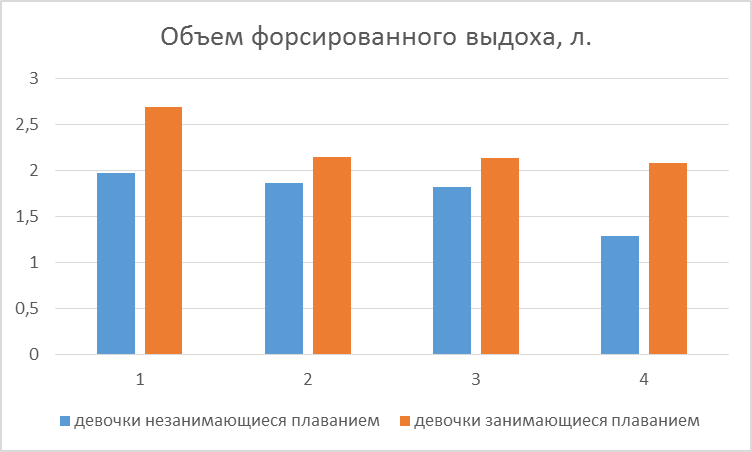 Объем форсированного выдоха, л.
3
2,5
2
1,5
1
0,5
0
1 2 3 4
девочки незанимающиеся плаванием девочки занимающиеся плаванием